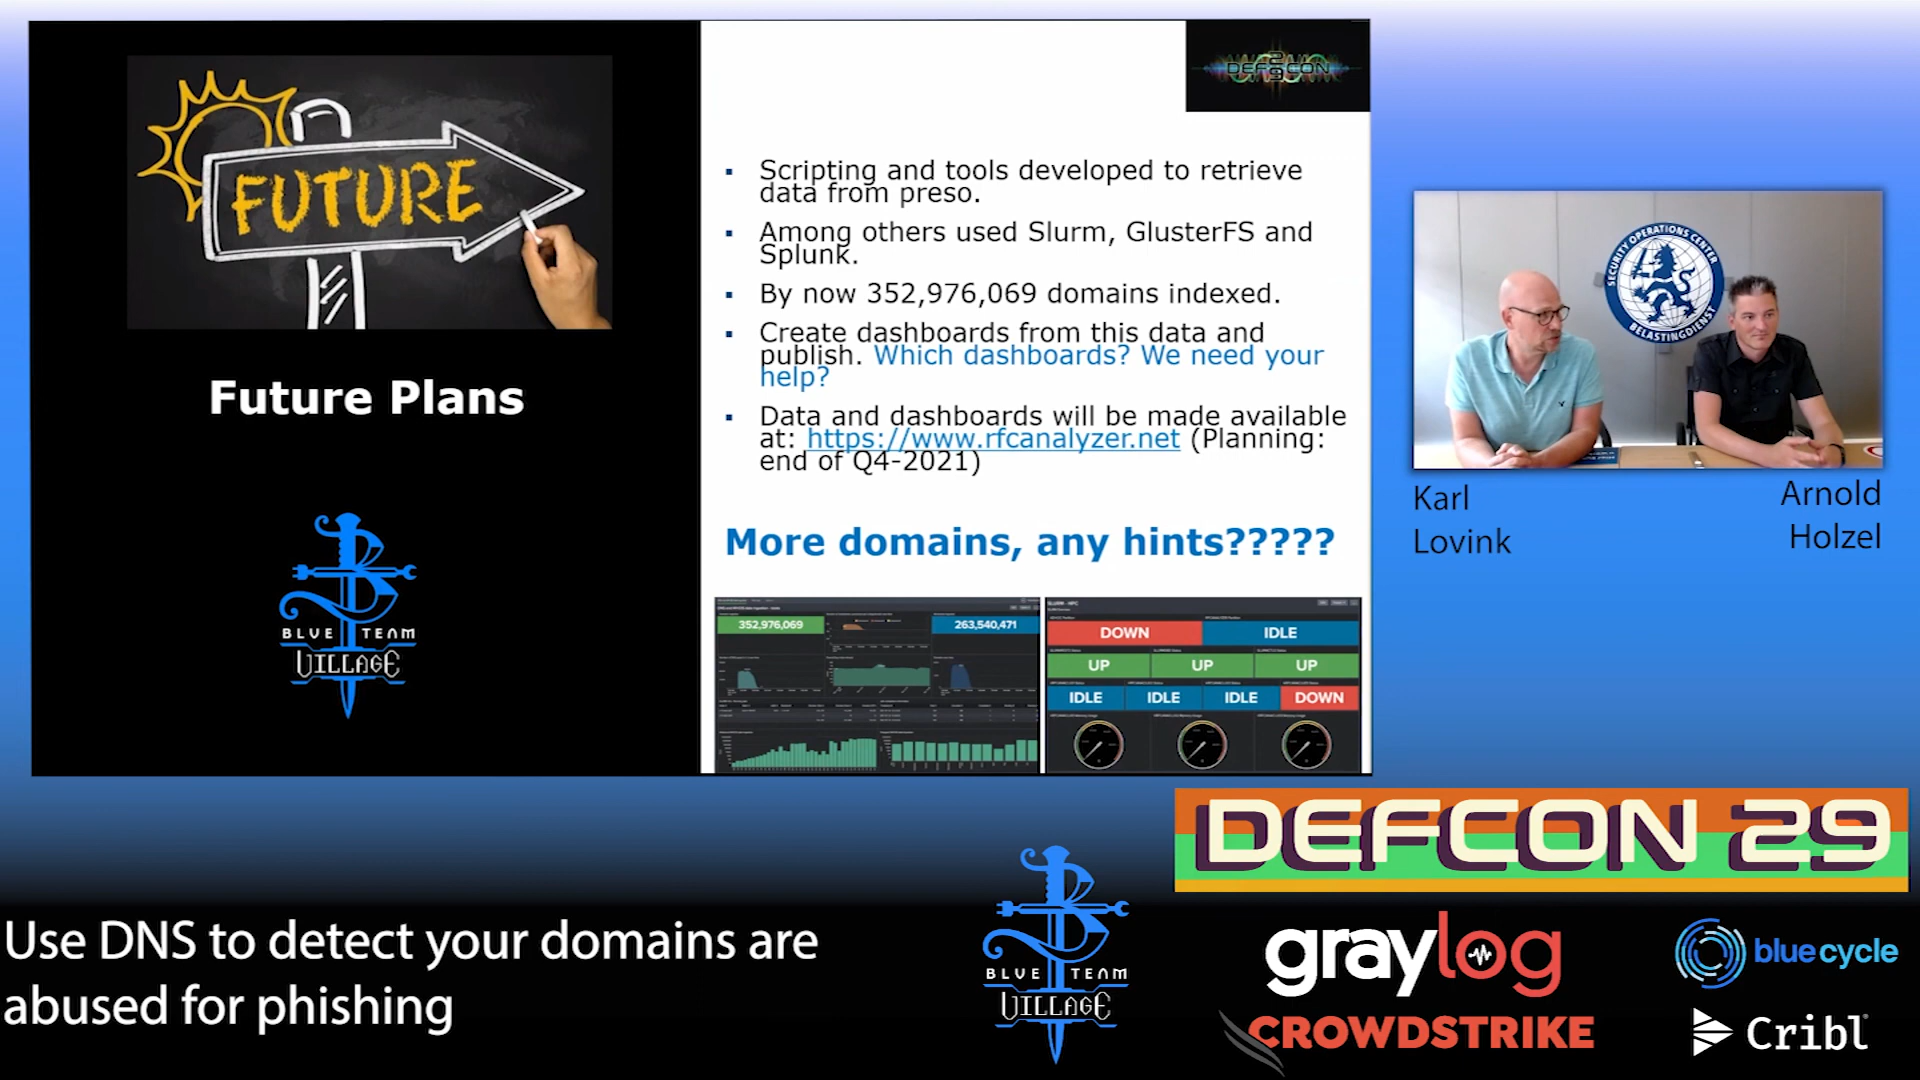 FUTURE
Future Plans
BLUE TEAM
VILLAGE
DEFCON
29
▪ Scripting and tools developed to retrieve
data from preso.
▪ Among others used Slurm, GlusterFS and
Splunk.
▪ By now 352,976,069 domains indexed.
▪ Create dashboards from this data and
publish. Which dashboards? We need your
help?
▪ Data and dashboards will be made available
at: https://www.rfcanalyzer.net (Planning:
end of Q4-2021)
More domains, any hints?????
352,976,069
263,540,471
SLURM - HPC
DOWN
IDLE
UP
UP
UP
IDLE
IDLE
IDLE
DOWN
SECURITY OPERATIONS CENTER
BELASTINGDIENST
Karl
Lovink
Arnold
Holzel
DEFCON 29
Use DNS to detect your domains are
abused for phishing
BLUE TEAM
VILLAGE
graylog
blue cycle
CROWDSTRIKE
Cribl